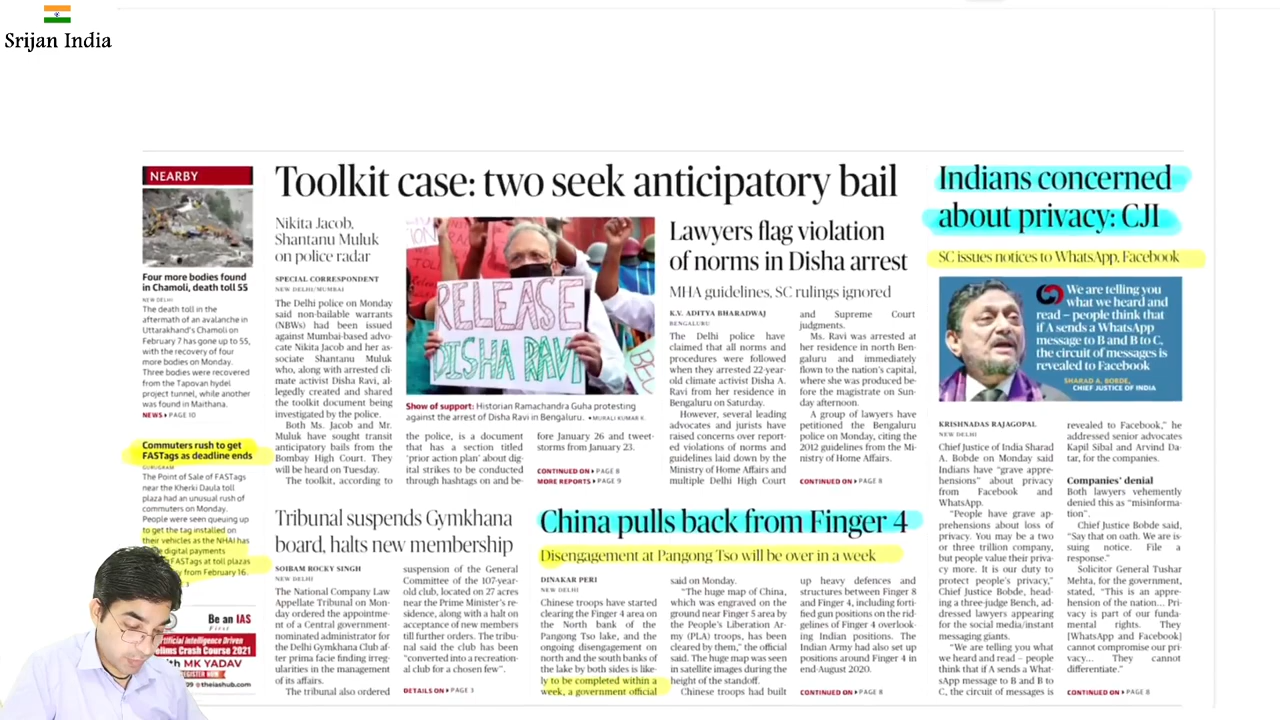 Srijan India
NEARBY
Four more bodies found
in Chamoli, death toll 55
NEW DELHI
The death toll in the
aftermath of an avalanche in
Uttarakhand's Chamoli on
February 7 has gone up to 55,
with the recovery of four
more bodies on Monday.
Three bodies were recovered
from the Tapovan hydel
project tunnel, while another
was found in Maithana.
NEWS PAGE 10
Commuters rush to get
FASTags as deadline ends
GURUGRAM
The Point of Sale of FASTags
near the Kherki Daula toll
plaza had an unusual rush of
commuters on Monday.
People were queuing up
to get the tag installed on
their vehicles as the NHAI has
digital payments
FASTags at toll plazas
from February 16.
Be an IAS
First
Artificial Intelligence Driven
Crash Course 2021
MK YADAV
REGISTER NOW
theiashub.com
Toolkit case: two seek anticipatory bail
Nikita Jacob,
Shantanu Muluk
on police radar
SPECIAL CORRESPONDENT
NEW DELHI/MUMBAI
The Delhi police on Monday
said non-bailable warrants
(NBWs) had been issued
against Mumbai-based advo-
cate Nikita Jacob and her as-
sociate Shantanu Muluk
who, along with arrested cli-
mate activist Disha Ravi, al-
legedly created and shared
the toolkit document being
investigated by the police.
Both Ms. Jacob and Mr.
Muluk have sought transit
anticipatory bails from the
Bombay High Court. They
will be heard on Tuesday.
The toolkit, according to
RELEASE
DISHA RAVI
Show of support: Historian Ramachandra Guha protesting
against the arrest of Disha Ravi in Bengaluru. • MURALI KUMAR K.
the police, is a document
that has a section titled
'prior action plan' about dig-
ital strikes to be conducted
through hashtags on and be-
fore January 26 and tweet-
storms from January 23.
CONTINUED ON PAGE 8
MORE REPORTS PAGE 9
Lawyers flag violation
of norms in Disha arrest
MHA guidelines, SC rulings ignored
K.V. ADITYA BHARADWAJ
BENGALURU
The Delhi police have
claimed that all norms and
procedures were followed
when they arrested 22-year-
old climate activist Disha A.
Ravi from her residence in
Bengaluru on Saturday.
However, several leading
advocates and jurists have
raised concerns over report-
ed violations of norms and
guidelines laid down by the
Ministry of Home Affairs and
multiple Delhi High Court
and Supreme Court
judgments.
Ms. Ravi was arrested at
her residence in north Ben-
galuru and immediately
flown to the nation's capital,
where she was produced be-
fore the magistrate on Sun-
day afternoon.
A group of lawyers have
petitioned the Bengaluru
police on Monday, citing the
2012 guidelines from the Mi-
nistry of Home Affairs.
CONTINUED ON PAGE 8
Tribunal suspends Gymkhana
board, halts new membership
SOIBAM ROCKY SINGH
NEW DELHI
The National Company Law
Appellate Tribunal on Mon-
day ordered the appointme-
nt of a Central government-
nominated administrator for
the Delhi Gymkhana Club af-
ter prima facie finding irreg-
ularities in the management
of its affairs.
The tribunal also ordered
suspension of the General
Committee of the 107-year-
old club, located on 27 acres
near the Prime Minister's re-
sidence, along with a halt on
acceptance of new members
till further orders. The tribu-
nal said the club has been
"converted into a recreation-
al club for a chosen few".
DETAILS ON PAGE 3
China pulls back from Finger 4
Disengagement at Pangong Tso will be over in a week
DINAKAR PERI
NEW DELHI
Chinese troops have started
clearing the Finger 4 area on
the North bank of the
Pangong Tso lake, and the
ongoing disengagement on
north and the south banks of
the lake by both sides is like-
ly to be completed within a
week, a government official
said on Monday.
"The huge map of China,
which was engraved on the
ground near Finger 5 area by
the People's Liberation Ar-
my (PLA) troops, has been
cleared by them," the official
said. The huge map was seen
in satellite images during the
height of the standoff.
Chinese troops had built
up heavy defences and
structures between Finger 8
and Finger 4, including forti-
fied gun positions on the rid-
gelines of Finger 4 overlook-
ing Indian positions. The
Indian Army had also set up
positions around Finger 4 in
end-August 2020.
CONTINUED ON PAGE 8
Indians concerned
about privacy: CJI
SC issues notices to WhatsApp, Facebook
We are telling you
what we heard and
read – people think that
if A sends a WhatsApp
message to B and B to C,
the circuit of messages is
revealed to Facebook
SHARAD A. BOBDE,
CHIEF JUSTICE OF INDIA
KRISHNADAS RAJAGOPAL
NEW DELHI
Chief Justice of India Sharad
A. Bobde on Monday said
Indians have "grave appre-
hensions" about privacy
from Facebook and
WhatsApp.
"People have grave ap-
prehensions about loss of
privacy. You may be a two
or three trillion company,
but people value their priva-
cy more. It is our duty to
protect people's privacy,"
Chief Justice Bobde, head-
ing a three-judge Bench, ad-
dressed lawyers appearing
for the social media/instant
messaging giants.
"We are telling you what
we heard and read – people
think that if A sends a What-
sApp message to B and B to
C, the circuit of messages is
revealed to Facebook," he
addressed senior advocates
Kapil Sibal and Arvind Da-
tar, for the companies.
Companies' denial
Both lawyers vehemently
denied this as "misinforma-
tion".
Chief Justice Bobde said,
"Say that on oath. We are is-
suing notice. File a
response."
Solicitor General Tushar
Mehta, for the government,
stated, "This is an appre-
hension of the nation... Pri-
vacy is part of our funda-
mental rights. They
[WhatsApp and Facebook]
cannot compromise our pri-
vacy... They cannot
differentiate."
CONTINUED ON PAGE 8